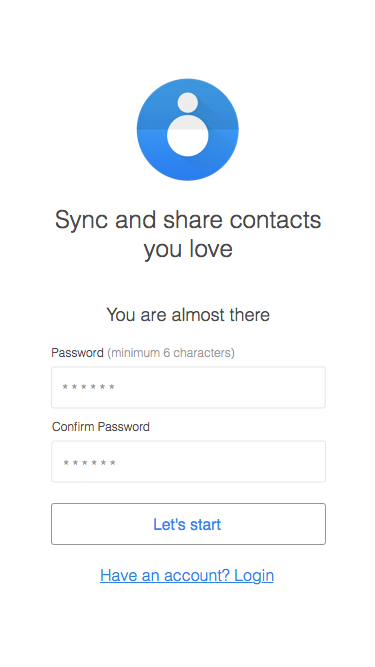 Sync and share contacts
you love
You are almost there
Password (minimum 6 characters)
******
Confirm Password
******
Let's start
Have an account? Login